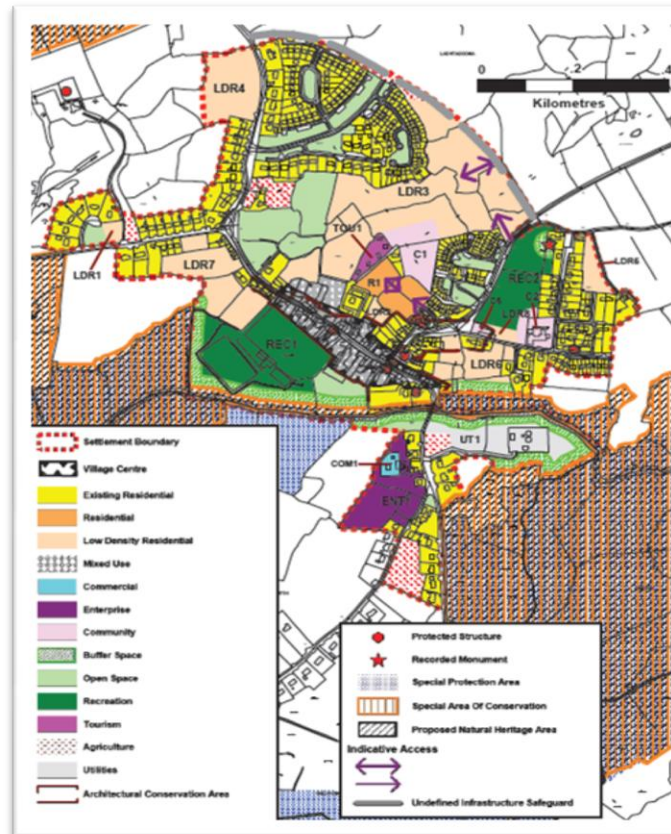 0 .2 .4
Kilometres
LDR4
LDR3
TOU1
C1
LDR6
LDR1
LDR7
R1
REC2
C2
REC1
LDR6
UT1
COM1
ENT1
Settlement Boundary
Village Centre
Existing Residential
Residential
Low Density Residential
Mixed Use
Commercial
Enterprise
Community
Buffer Space
Open Space
Recreation
Tourism
Agriculture
Utilities
Architectural Conservation Area
Protected Structure
Recorded Monument
Special Protection Area
Special Area Of Conservation
Proposed Natural Heritage Area
Indicative Access
Undefined Infrastructure Safeguard